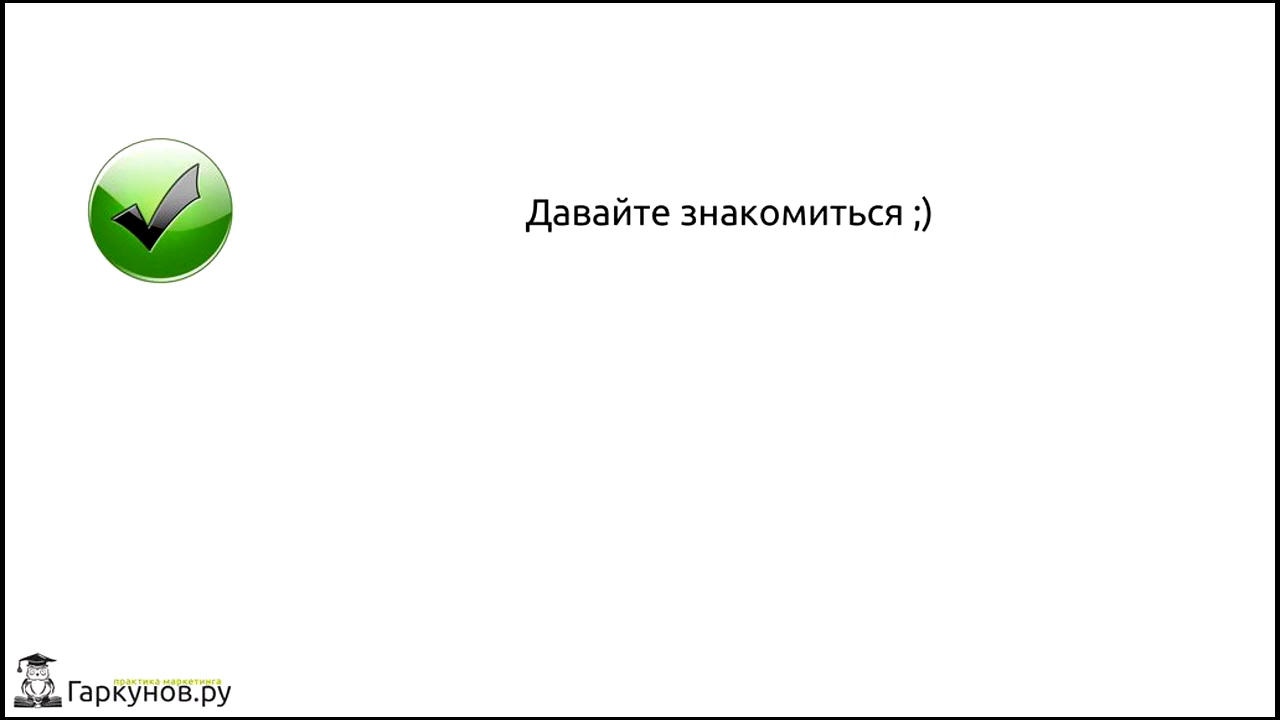 Давайте знакомиться ;)
практика маркетинга
Гаркунов.ру